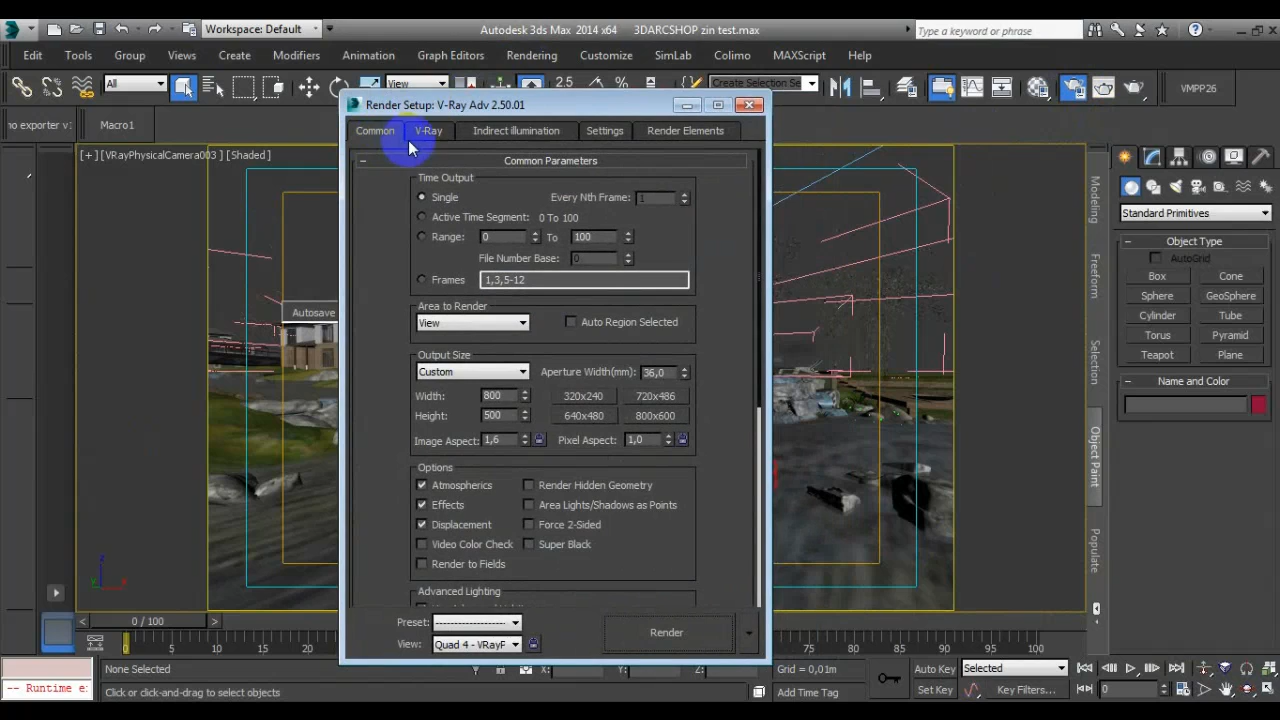 Workspace: Default
Autodesk 3ds Max 2014 x64    3DARCSHOP zin test.max
Type a keyword or phrase
Edit Tools Group Views Create Modifiers Animation Graph Editors Rendering Customize SimLab Colimo MAXScript Help
All View 2.5 Create Selection Se VMPP26
Render Setup: V-Ray Adv 2.50.01
no exporter v: Macro1
Common V-Ray Indirect illumination Settings Render Elements
[+] [VRayPhysicalCamera003 ] [Shaded ]
Common Parameters
Time Output
Single Every Nth Frame: 1
Active Time Segment: 0 To 100
Range: 0 To 100
File Number Base: 0
Frames 1,3,5-12
Area to Render
View Auto Region Selected
Autosave
Output Size
Custom Aperture Width(mm): 36,0
Width: 800 320x240 720x486
Height: 500 640x480 800x600
Image Aspect: 1,6 Pixel Aspect: 1,0
Options
Atmospherics Render Hidden Geometry
Effects Area Lights/Shadows as Points
Displacement Force 2-Sided
Video Color Check Super Black
Render to Fields
Advanced Lighting
Preset: --------------------
View: Quad 4 - VRayP
Render
Modeling
Freeform
Selection
Object Paint
Populate
Standard Primitives
Object Type
AutoGrid
Box Cone
Sphere GeoSphere
Cylinder Tube
Torus Pyramid
Teapot Plane
Name and Color
z
y x
0 / 100
0 5 10 15 20 75 80 85 90 95 100
None Selected X: Y: Z: Grid = 0,01m Auto Key Selected
-- Runtime e: Click or click-and-drag to select objects Add Time Tag Set Key Key Filters... 0